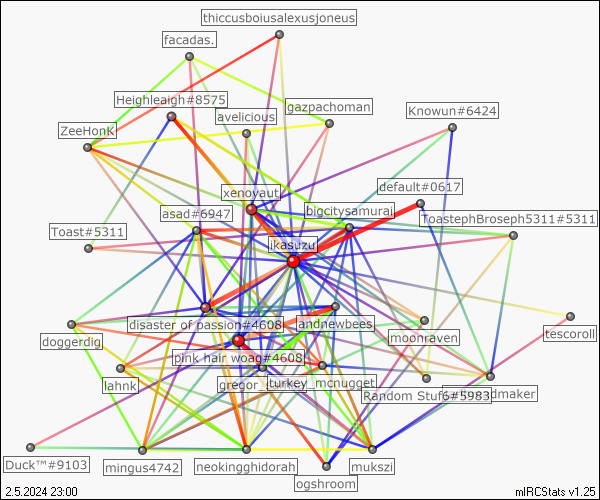 thiccusboiusalexusjoneus
facadas.
Heighleaigh#8575
gazpachoman
avelicious
Knowun#6424
ZeeHonK
xenoyaut
default#0617
asad#6947
bigcitysamurai
ToastephBroseph5311#5311
Toast#5311
ikasuzu
disaster of passion#4608
andnewbees
doggerdig
moonraven
tescoroll
pink hair woag#4608
lahnk
gregor
turkey_mcnugget
Random Stuf6#5983
dmaker
Duck™#9103
mingus4742
neokingghidorah
mukszi
ogshroom
2.5.2024 23:00
mIRCStats v1.25